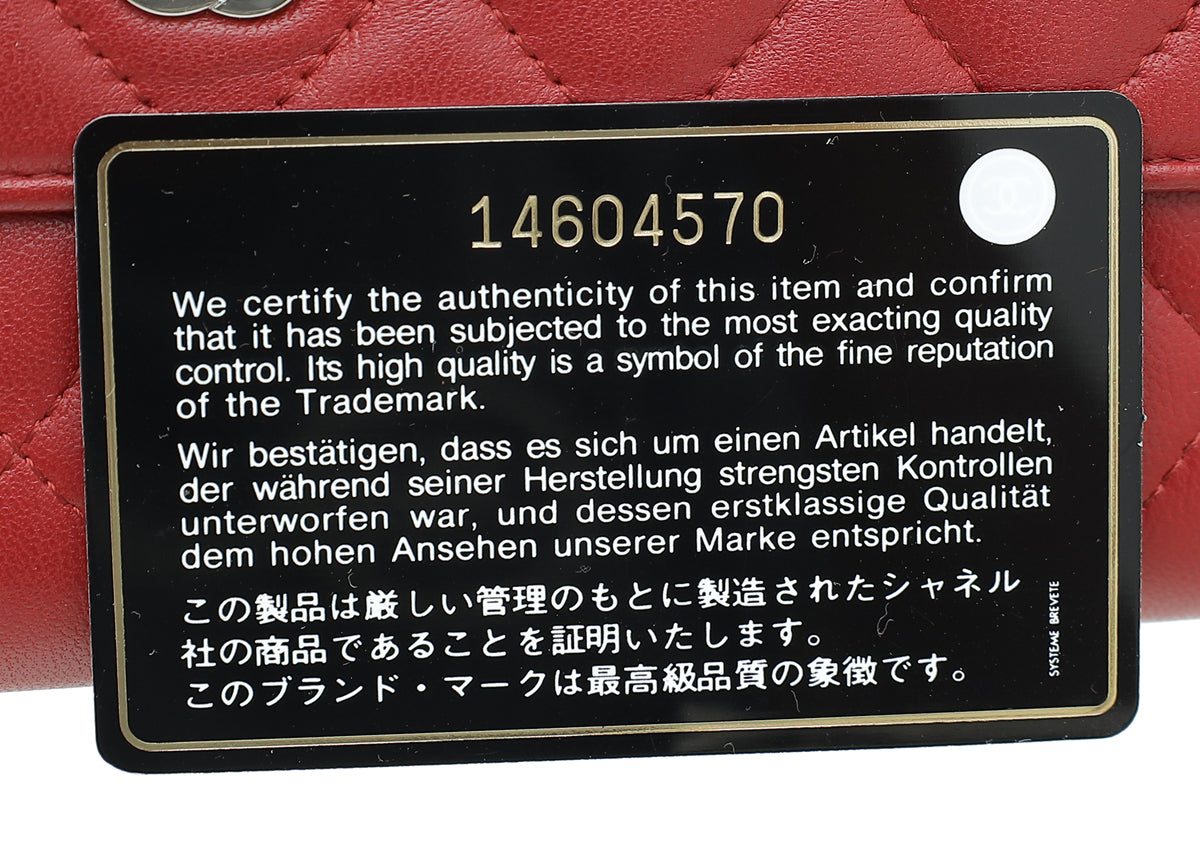 14604570
We certify the authenticity of this item and confirm
that it has been subjected to the most exacting quality
control. Its high quality is a symbol of the fine reputation
of the Trademark.
Wir bestätigen, dass es sich um einen Artikel handelt,
der während seiner Herstellung strengsten Kontrollen
unterworfen war, und dessen erstklassige Qualität
dem hohen Ansehen unserer Marke entspricht.
この製品は厳しい管理のもとに製造されたシャネル
社の商品であることを証明いたします。
このブランド・マークは最高級品質の象徴です。
SYSTEME BREVETE